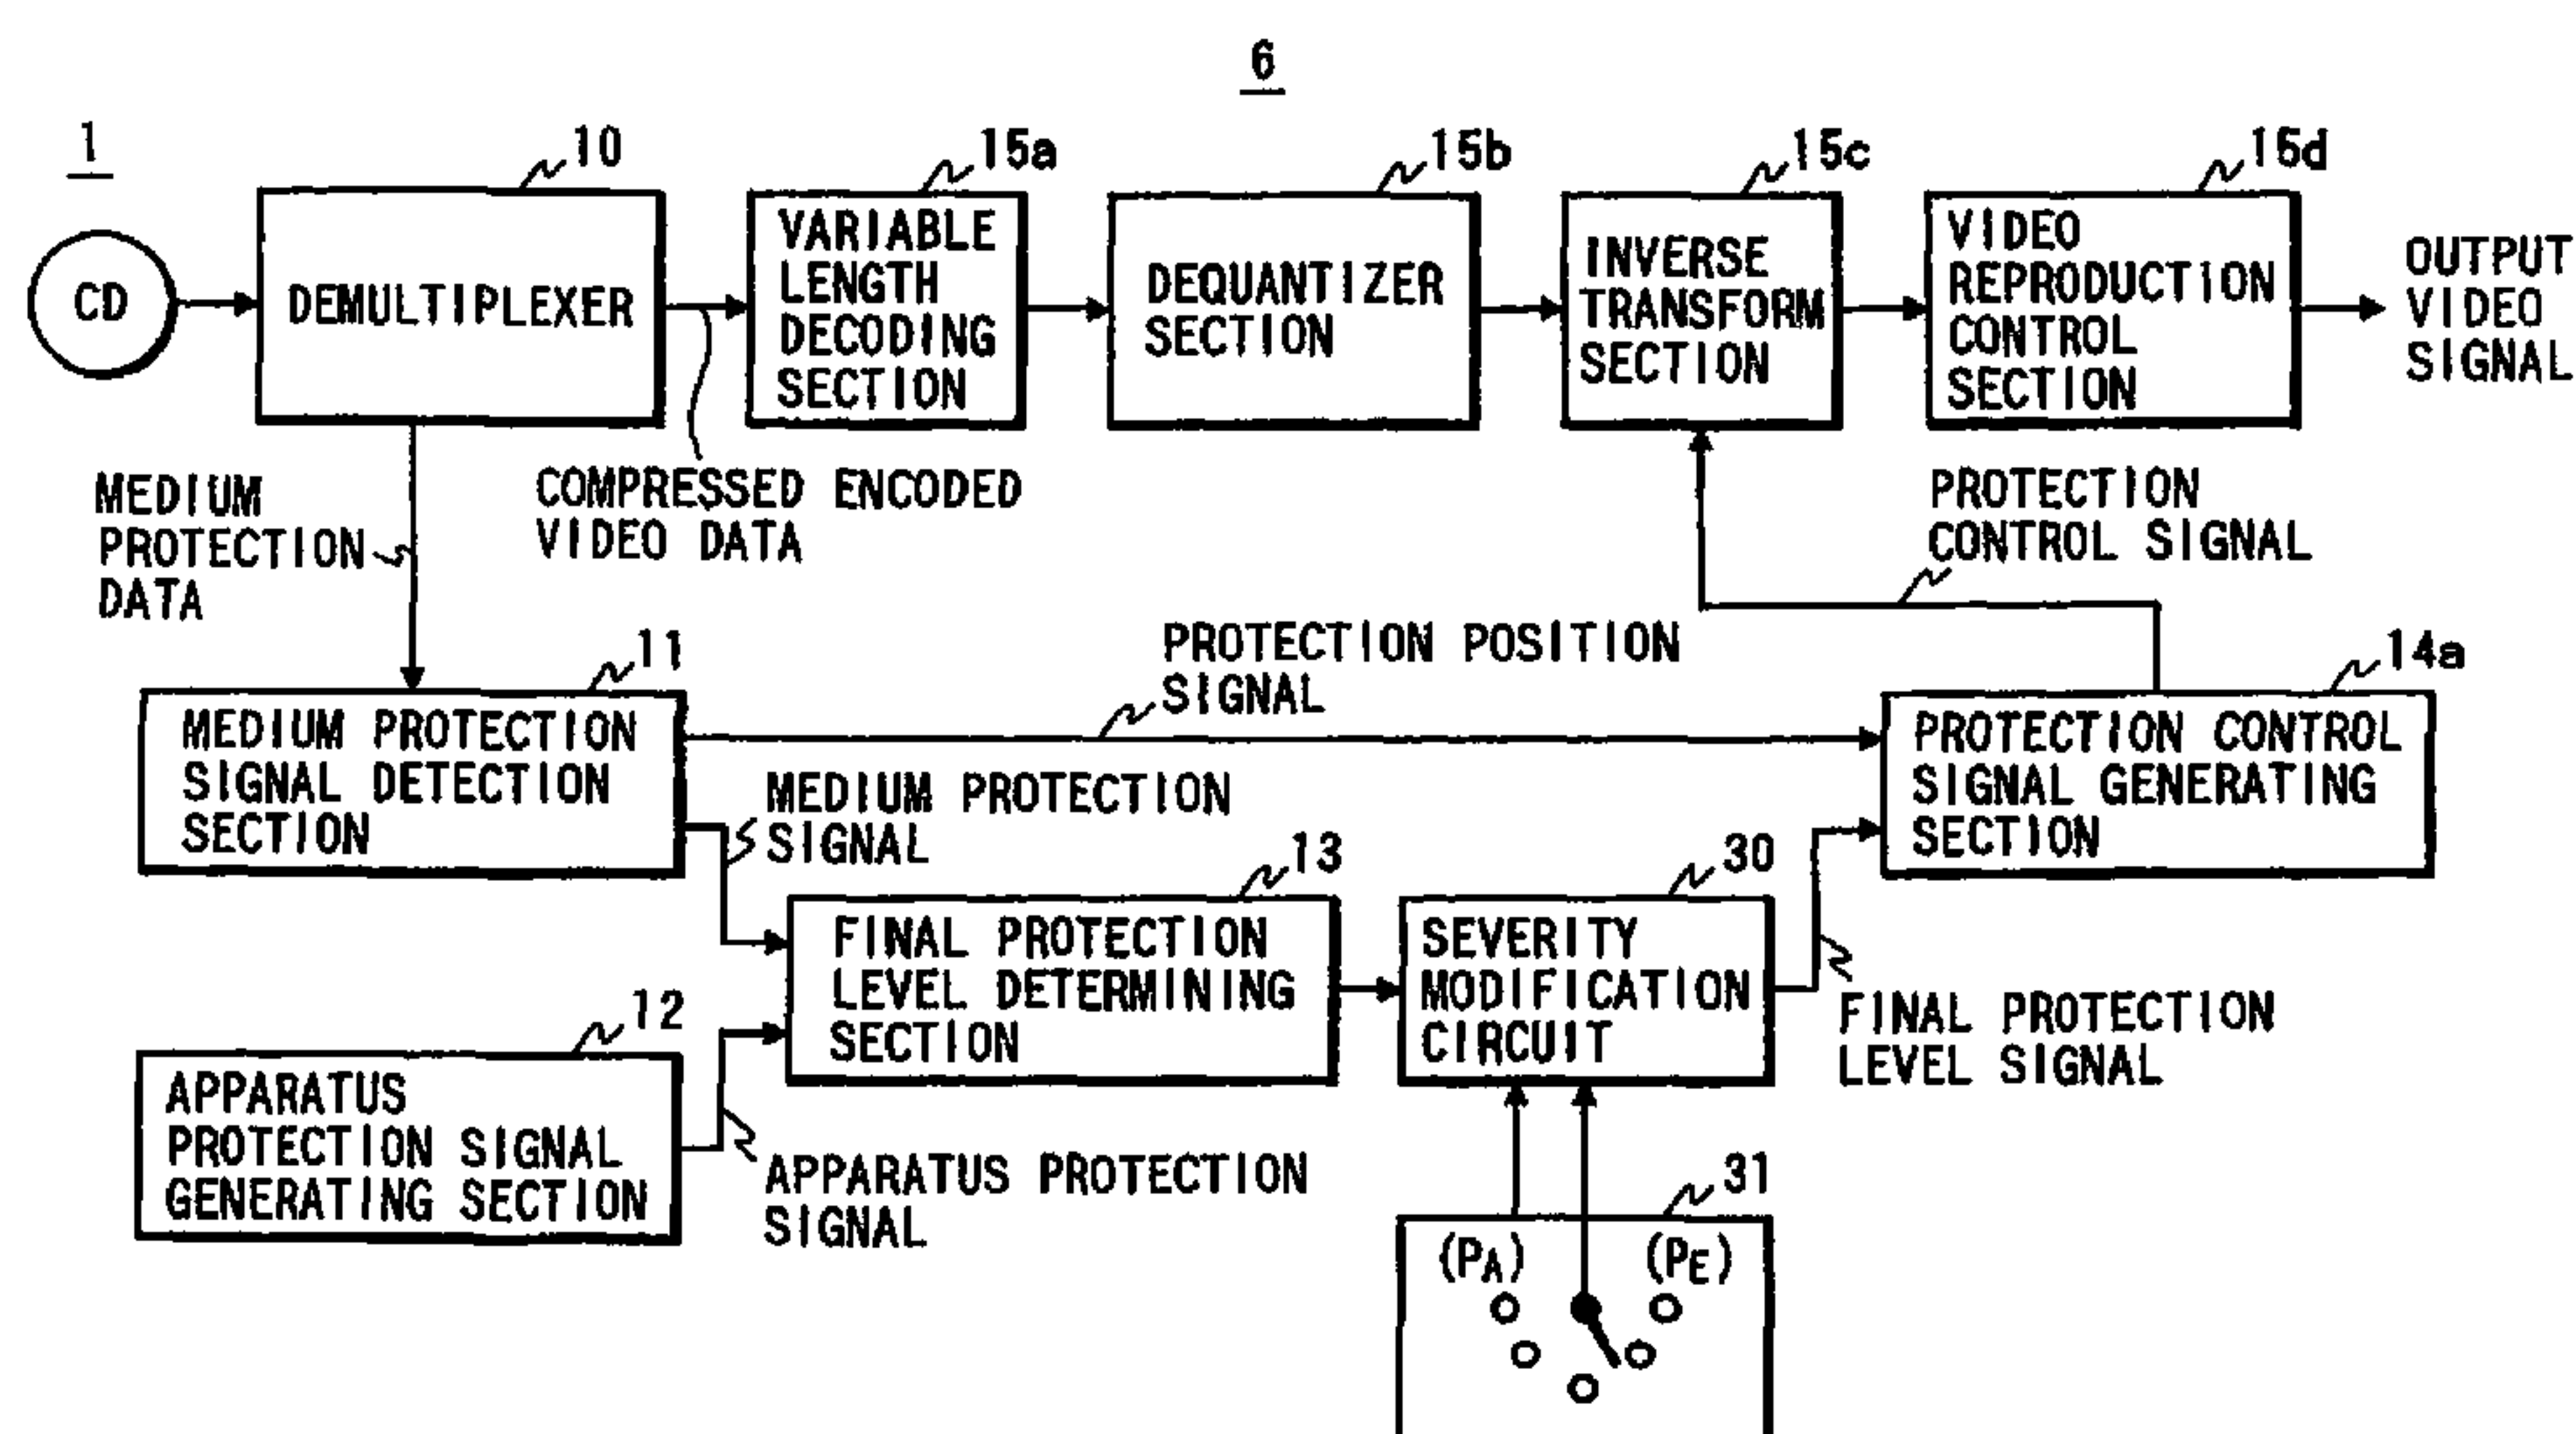 6
1
10
15a
15b
15c
15d
CD
DEMULTIPLEXER
VARIABLE
LENGTH
DECODING
SECTION
DEQUANTIZER
SECTION
INVERSE
TRANSFORM
SECTION
VIDEO
REPRODUCTION
CONTROL
SECTION
OUTPUT
VIDEO
SIGNAL
MEDIUM
PROTECTION
DATA
COMPRESSED ENCODED
VIDEO DATA
PROTECTION
CONTROL SIGNAL
11
PROTECTION POSITION
SIGNAL
14a
MEDIUM PROTECTION
SIGNAL DETECTION
SECTION
PROTECTION CONTROL
SIGNAL GENERATING
SECTION
MEDIUM PROTECTION
SIGNAL
13
30
FINAL PROTECTION
LEVEL DETERMINING
SECTION
SEVERITY
MODIFICATION
CIRCUIT
FINAL PROTECTION
LEVEL SIGNAL
12
APPARATUS
PROTECTION SIGNAL
GENERATING SECTION
APPARATUS PROTECTION
SIGNAL
31
(PA)
(PE)